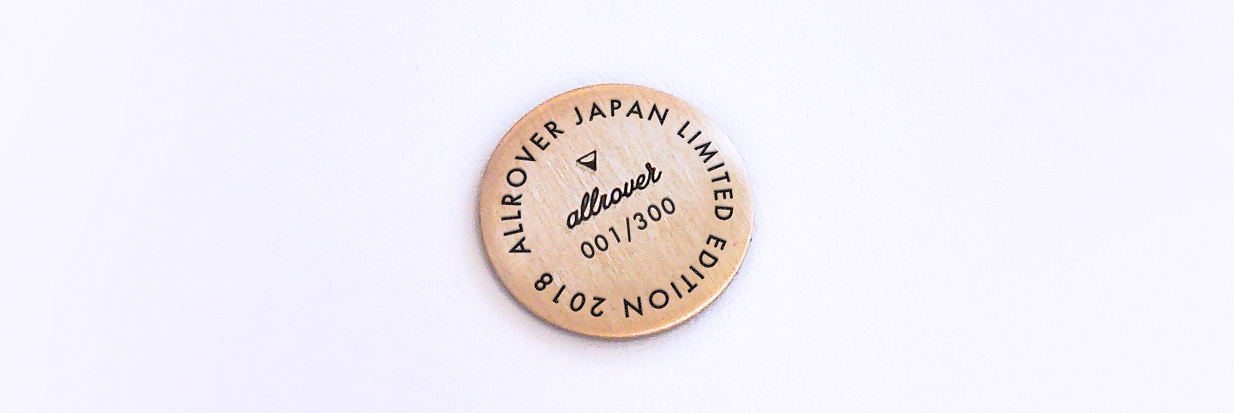 ALLROVER JAPAN LIMITED EDITION 2018
allrover
001/300